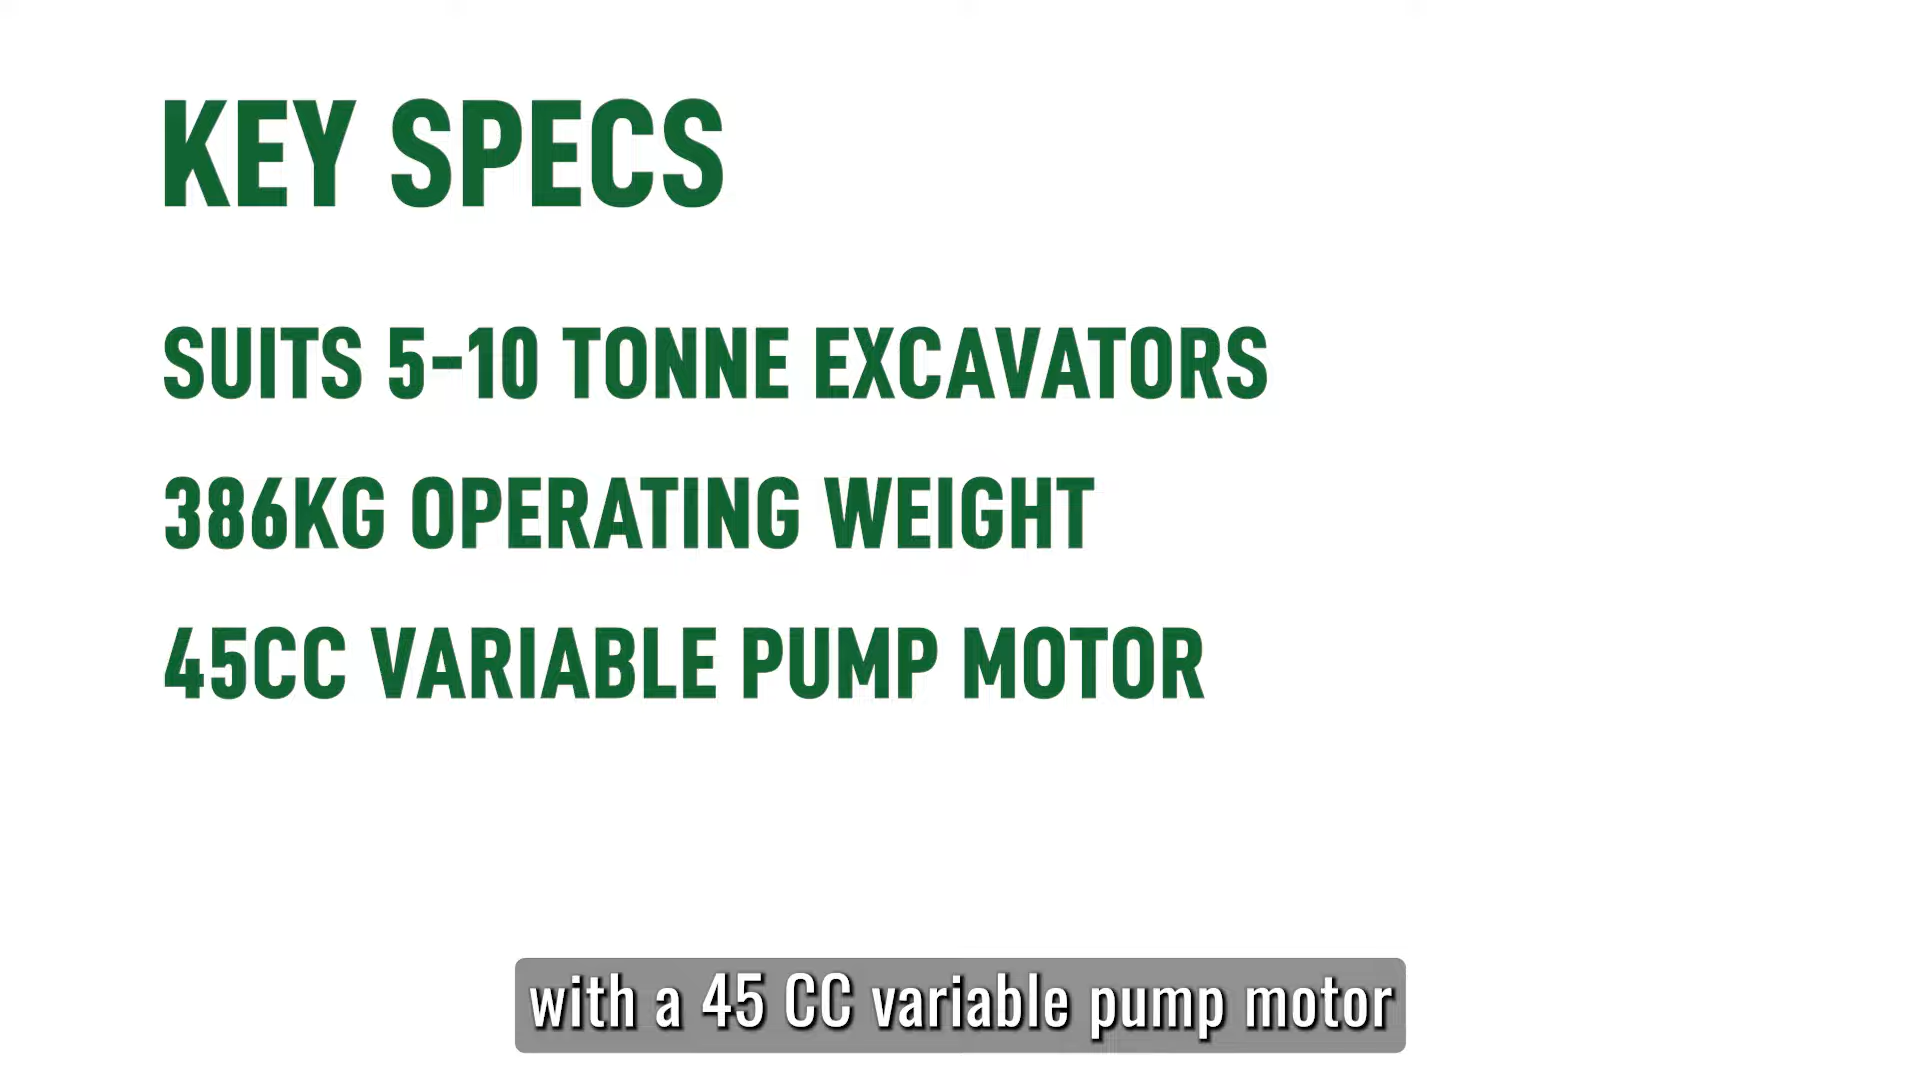 KEY SPECS
SUITS 5-10 TONNE EXCAVATORS
386KG OPERATING WEIGHT
45CC VARIABLE PUMP MOTOR
with a 45 CC variable pump motor